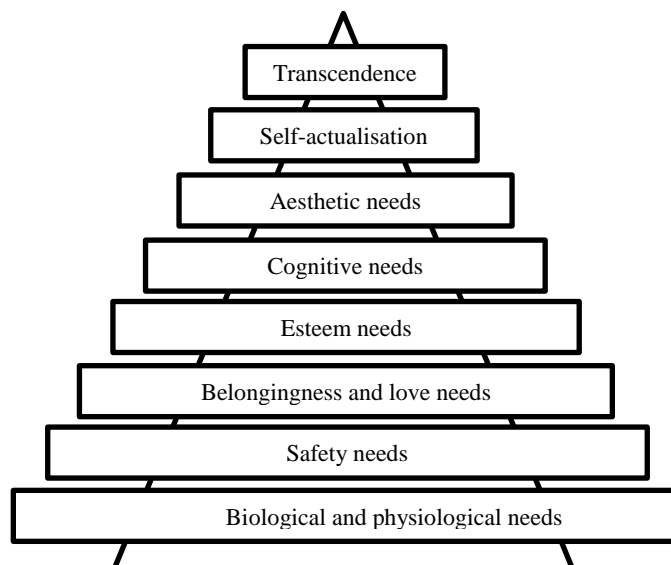 Transcendence
Self-actualisation
Aesthetic needs
Cognitive needs
Esteem needs
Belongingness and love needs
Safety needs
Biological and physiological needs